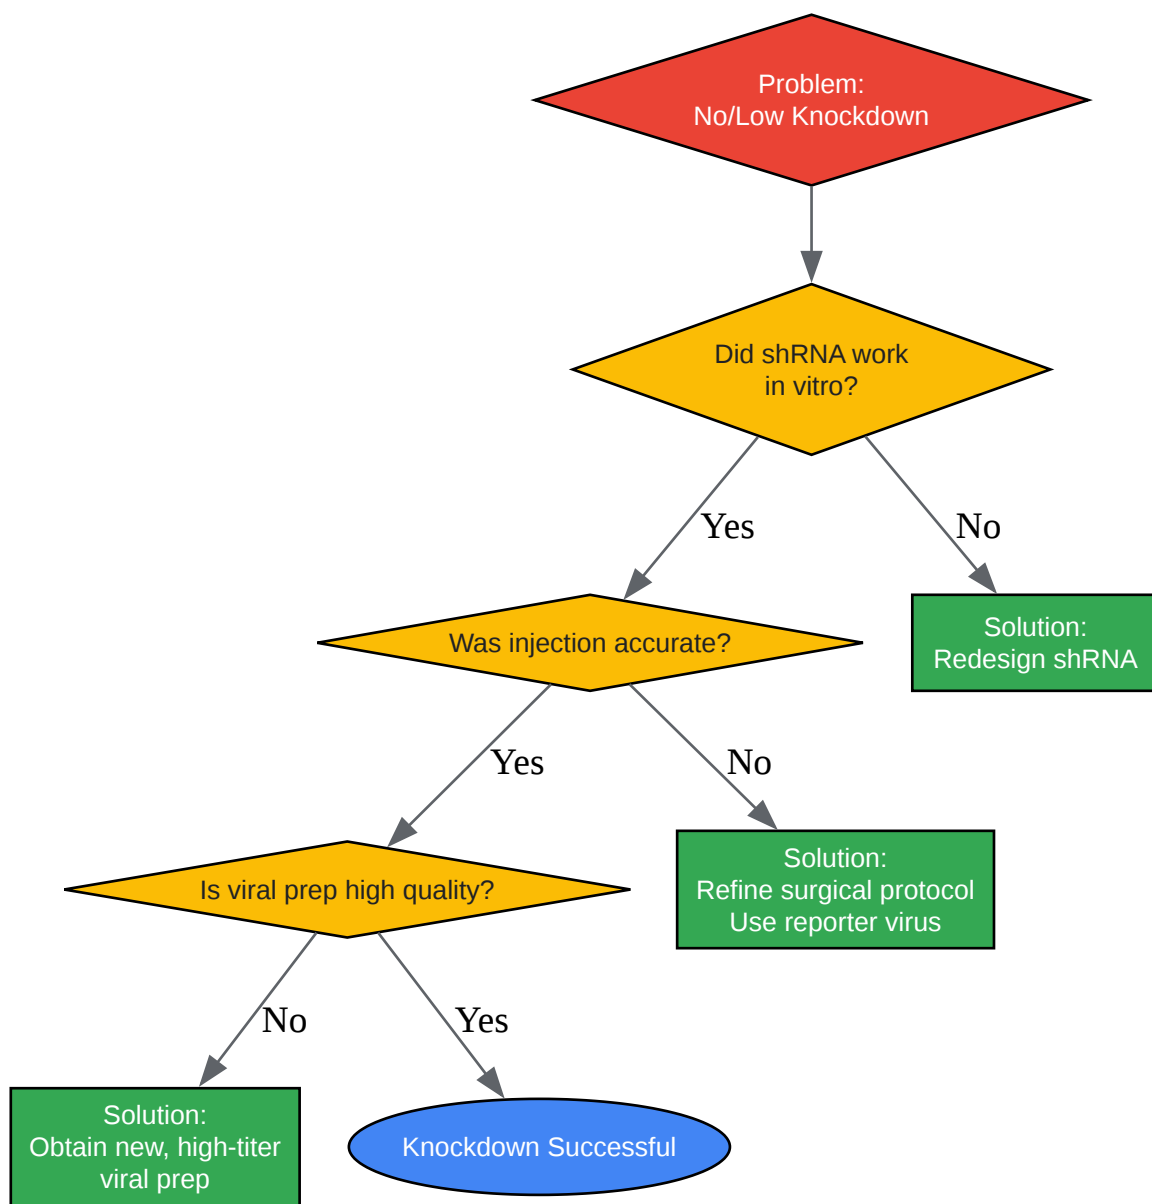 Problem:
No/Low Knockdown
Did shRNA work
in vitro?
Yes
No
Was injection accurate?
Solution:
Redesign shRNA
Yes
No
Is viral prep high quality?
Solution:
Refine surgical protocol
Use reporter virus
No
Yes
Solution:
Obtain new, high-titer
viral prep
Knockdown Successful